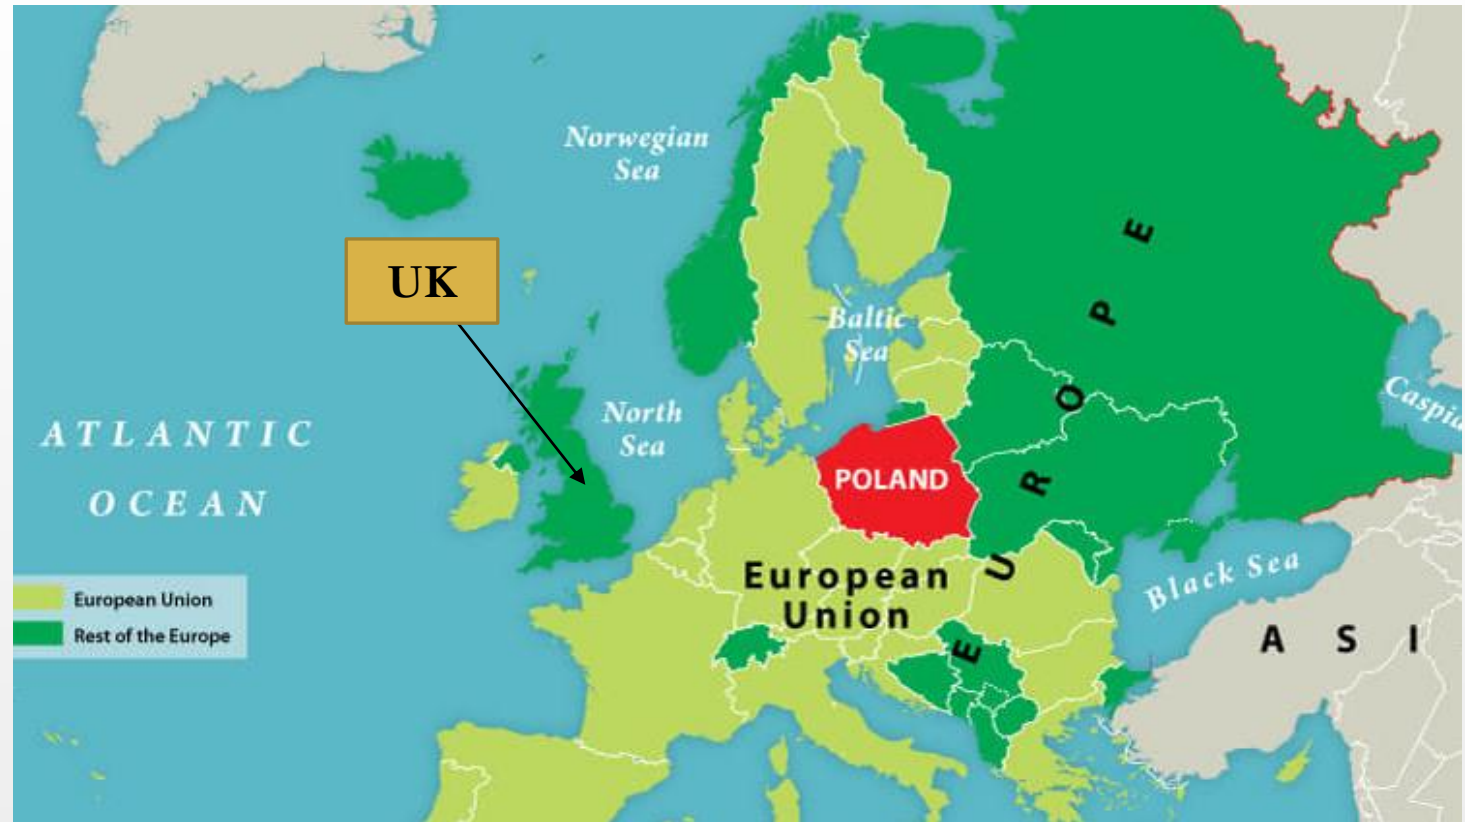 Norwegian
Sea
UK
Baltic
Sea
North
Sea
ATLANTIC
OCEAN
POLAND
Caspia
European
Union
EUROPE
Black Sea
ASI
European Union
Rest of the Europe